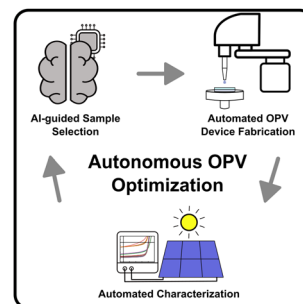 AI-guided Sample
Selection
Automated OPV
Device Fabrication
Autonomous OPV
Optimization
Automated Characterization